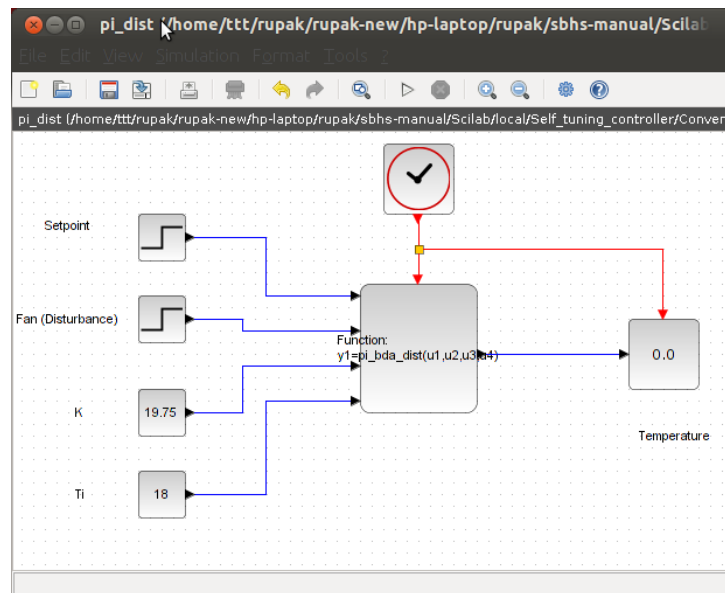 pi_dist (/home/ttt/rupak/rupak-new/hp-laptop/rupak/sbhs-manual/Scilab
File Edit View Simulation Format Tools ?
pi_dist (/home/ttt/rupak/rupak-new/hp-laptop/rupak/sbhs-manual/Scilab/local/Self_tuning_controller/Conver
Setpoint
Fan (Disturbance)
Function:
y1=pi_bda_dist(u1,u2,u3,u4)
0.0
K
19.75
Temperature
Ti
18